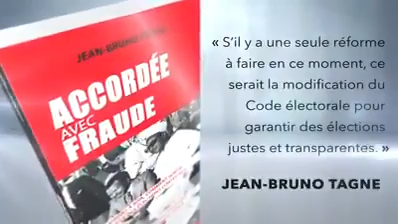 JEAN-BRUNO TAGNE
ACCORDÉE
AVEC
FRAUDE
« S'il y a une seule réforme
à faire en ce moment, ce
serait la modification du
Code électorale pour
garantir des élections
justes et transparentes. »
JEAN-BRUNO TAGNE